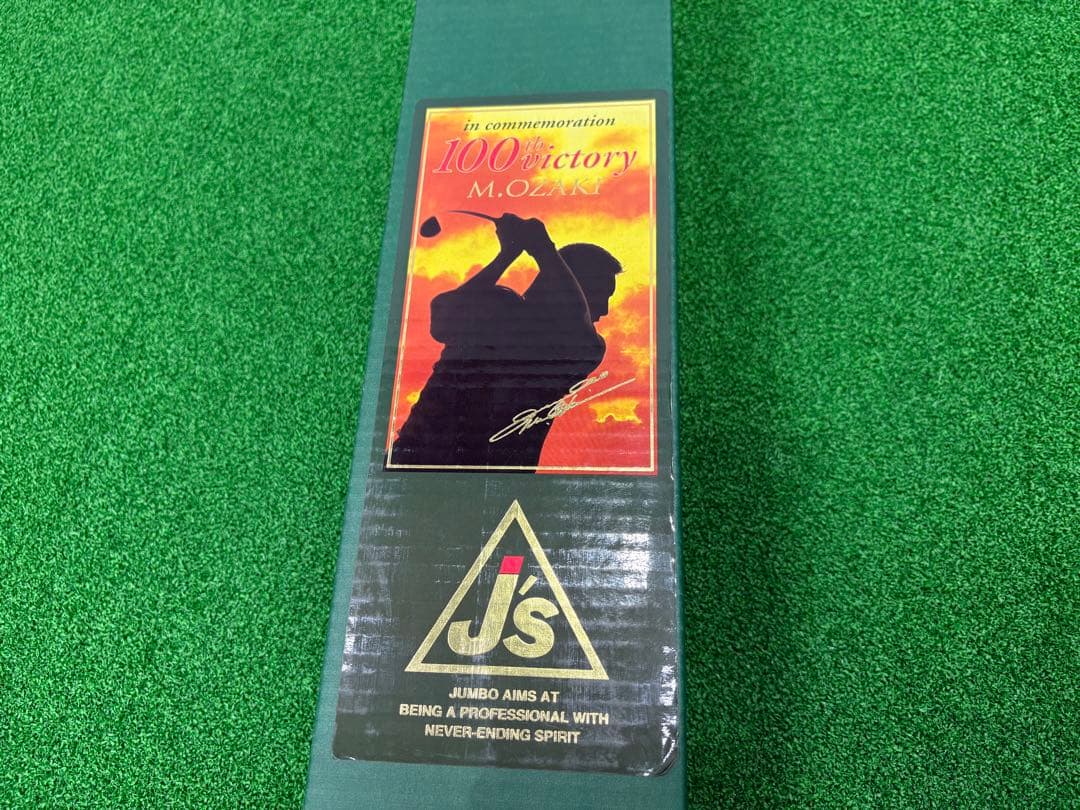 in commemoration
100th victory
M.OZAKI
J's
JUMBO AIMS AT
BEING A PROFESSIONAL WITH
NEVER-ENDING SPIRIT